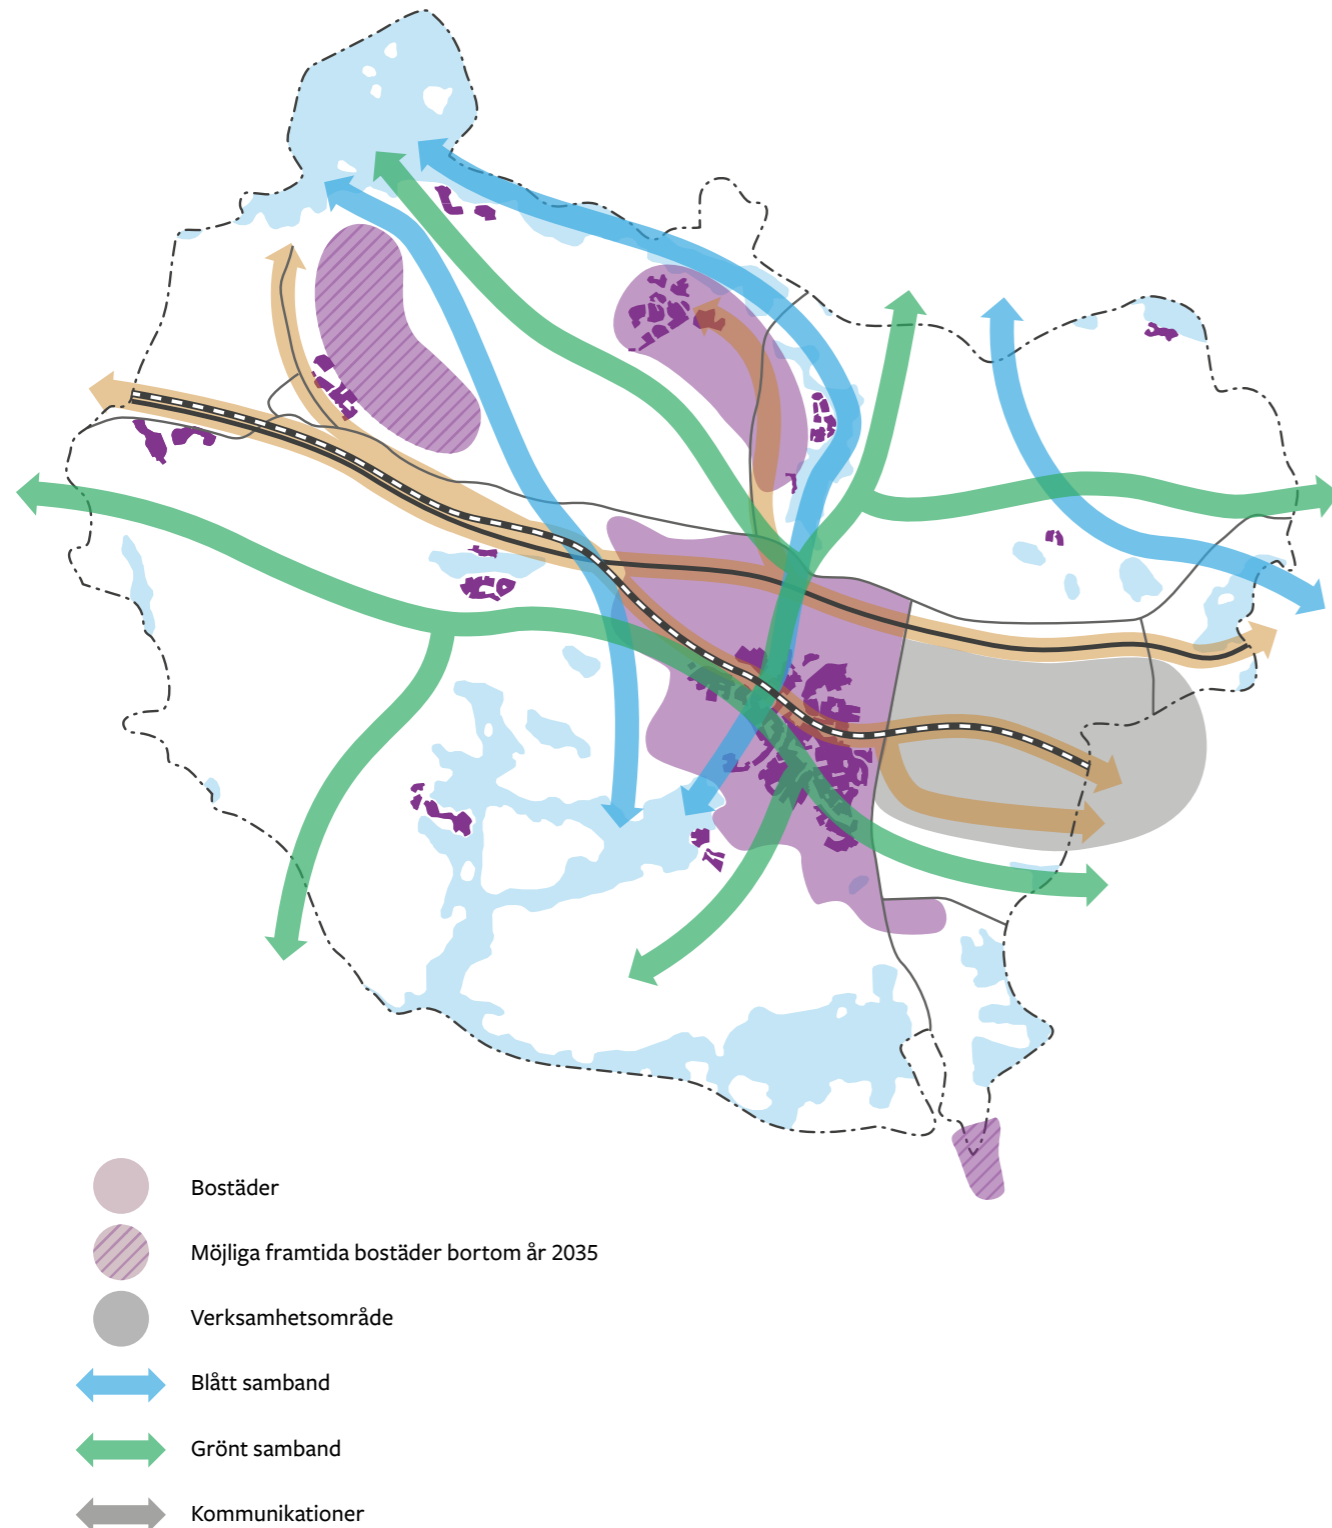 Bostäder
Möjliga framtida bostäder bortom år 2035
Verksamhetsområde
Blått samband
Grönt samband
Kommunikationer